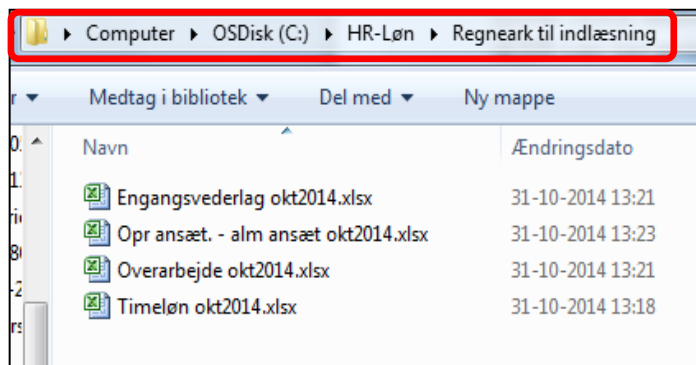 Computer ▸ OSDisk (C:) ▸ HR-Løn ▸ Regneark til indlæsning
Medtag i bibliotek Del med Ny mappe
Navn Ændringsdato
Engangsvederlag okt2014.xlsx 31-10-2014 13:21
Opr ansæt. - alm ansæt okt2014.xlsx 31-10-2014 13:23
Overarbejde okt2014.xlsx 31-10-2014 13:21
Timeløn okt2014.xlsx 31-10-2014 13:18